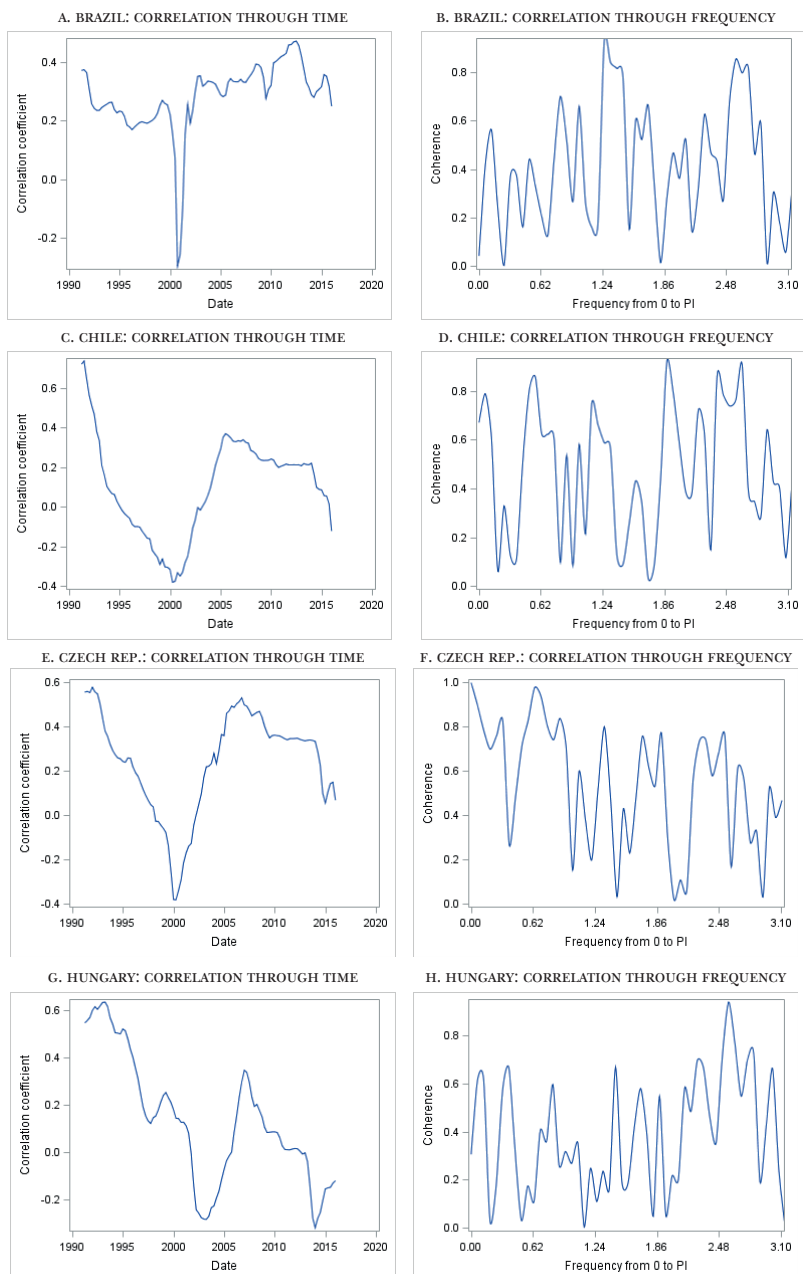 A. BRAZIL: CORRELATION THROUGH TIME
B. BRAZIL: CORRELATION THROUGH FREQUENCY
Correlation coefficient
0.4
0.2
0.0
-0.2
1990 1995 2000 2005 2010 2015 2020
Date
Coherence
0.8
0.6
0.4
0.2
0.0
0.00 0.62 1.24 1.86 2.48 3.10
Frequency from 0 to PI
C. CHILE: CORRELATION THROUGH TIME
D. CHILE: CORRELATION THROUGH FREQUENCY
Correlation coefficient
0.6
0.4
0.2
0.0
-0.2
-0.4
1990 1995 2000 2005 2010 2015 2020
Date
Coherence
0.8
0.6
0.4
0.2
0.0
0.00 0.62 1.24 1.86 2.48 3.10
Frequency from 0 to PI
E. CZECH REP.: CORRELATION THROUGH TIME
F. CZECH REP.: CORRELATION THROUGH FREQUENCY
Correlation coefficient
0.6
0.4
0.2
0.0
-0.2
-0.4
1990 1995 2000 2005 2010 2015 2020
Date
Coherence
1.0
0.8
0.6
0.4
0.2
0.0
0.00 0.62 1.24 1.86 2.48 3.10
Frequency from 0 to PI
G. HUNGARY: CORRELATION THROUGH TIME
H. HUNGARY: CORRELATION THROUGH FREQUENCY
Correlation coefficient
0.6
0.4
0.2
0.0
-0.2
1990 1995 2000 2005 2010 2015 2020
Date
Coherence
0.8
0.6
0.4
0.2
0.0
0.00 0.62 1.24 1.86 2.48 3.10
Frequency from 0 to PI